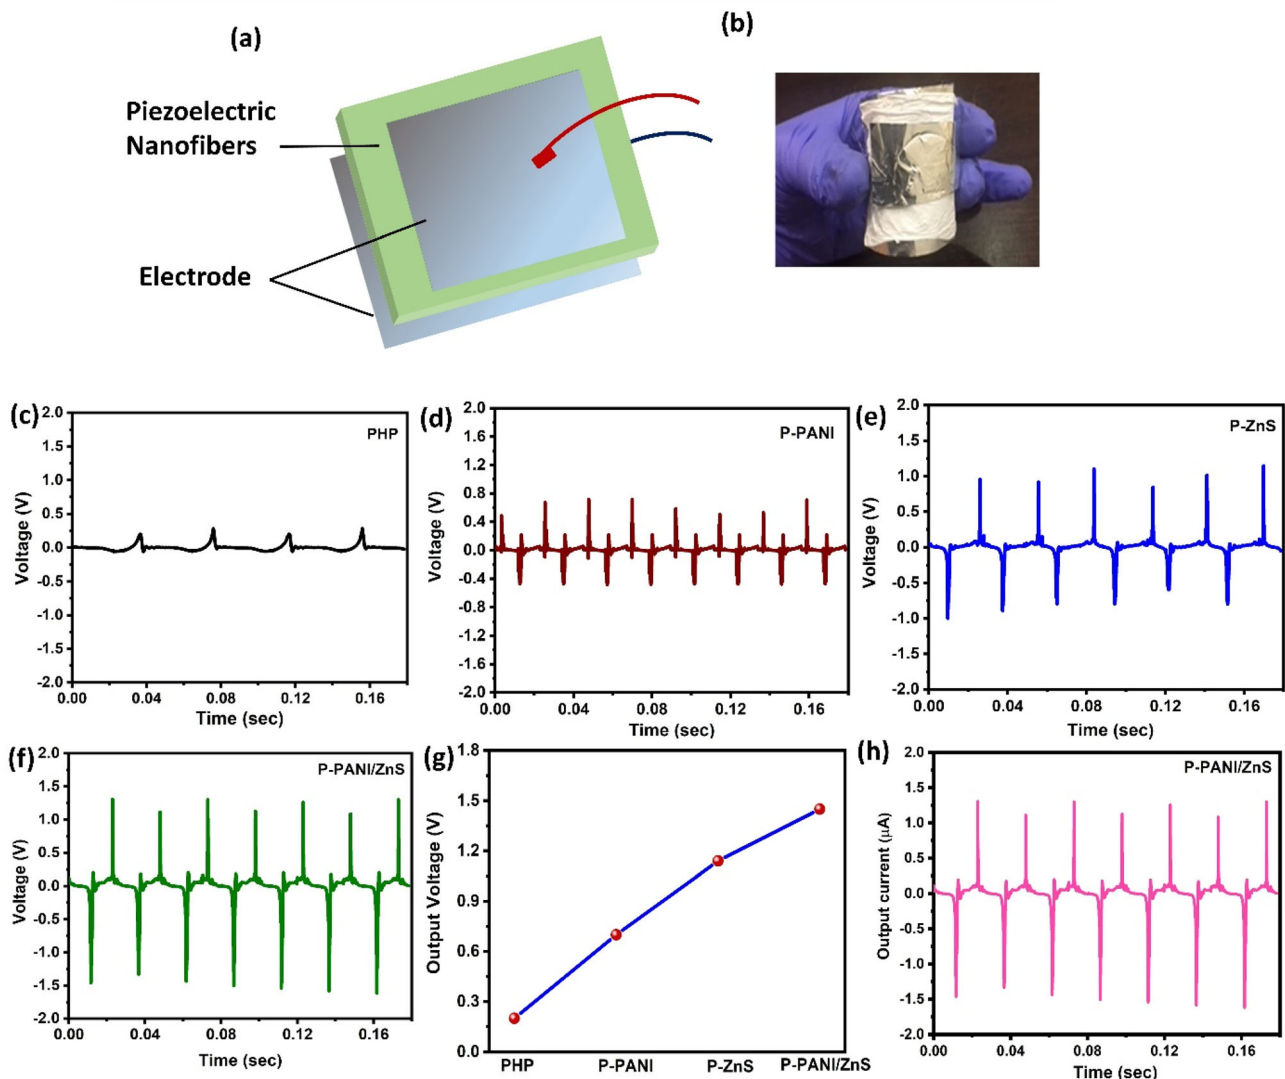 (a)
(b)
Piezoelectric
Nanofibers
Electrode
(c)
2.0
1.5
1.0
0.5
0.0
-0.5
-1.0
-1.5
-2.0
Voltage (V)
PHP
0.00 0.04 0.08 0.12 0.16
Time (sec)
(d)
2.0
1.6
1.2
0.8
0.4
0.0
-0.4
-0.8
-1.2
-1.6
-2.0
Voltage (V)
P-PANI
0.00 0.04 0.08 0.12 0.16
Time (sec)
(e)
2.0
1.5
1.0
0.5
0.0
-0.5
-1.0
-1.5
-2.0
Voltage (V)
P-ZnS
0.00 0.04 0.08 0.12 0.16
Time (sec)
(f)
2.0
1.5
1.0
0.5
0.0
-0.5
-1.0
-1.5
-2.0
Voltage (V)
P-PANI/ZnS
0.00 0.04 0.08 0.12 0.16
Time (sec)
(g)
1.8
1.5
1.2
0.9
0.6
0.3
0.0
Output Voltage (V)
PHP P-PANI P-ZnS P-PANI/ZnS
(h)
2.0
1.5
1.0
0.5
0.0
-0.5
-1.0
-1.5
-2.0
Output current (μA)
P-PANI/ZnS
0.00 0.04 0.08 0.12 0.16
Time (sec)